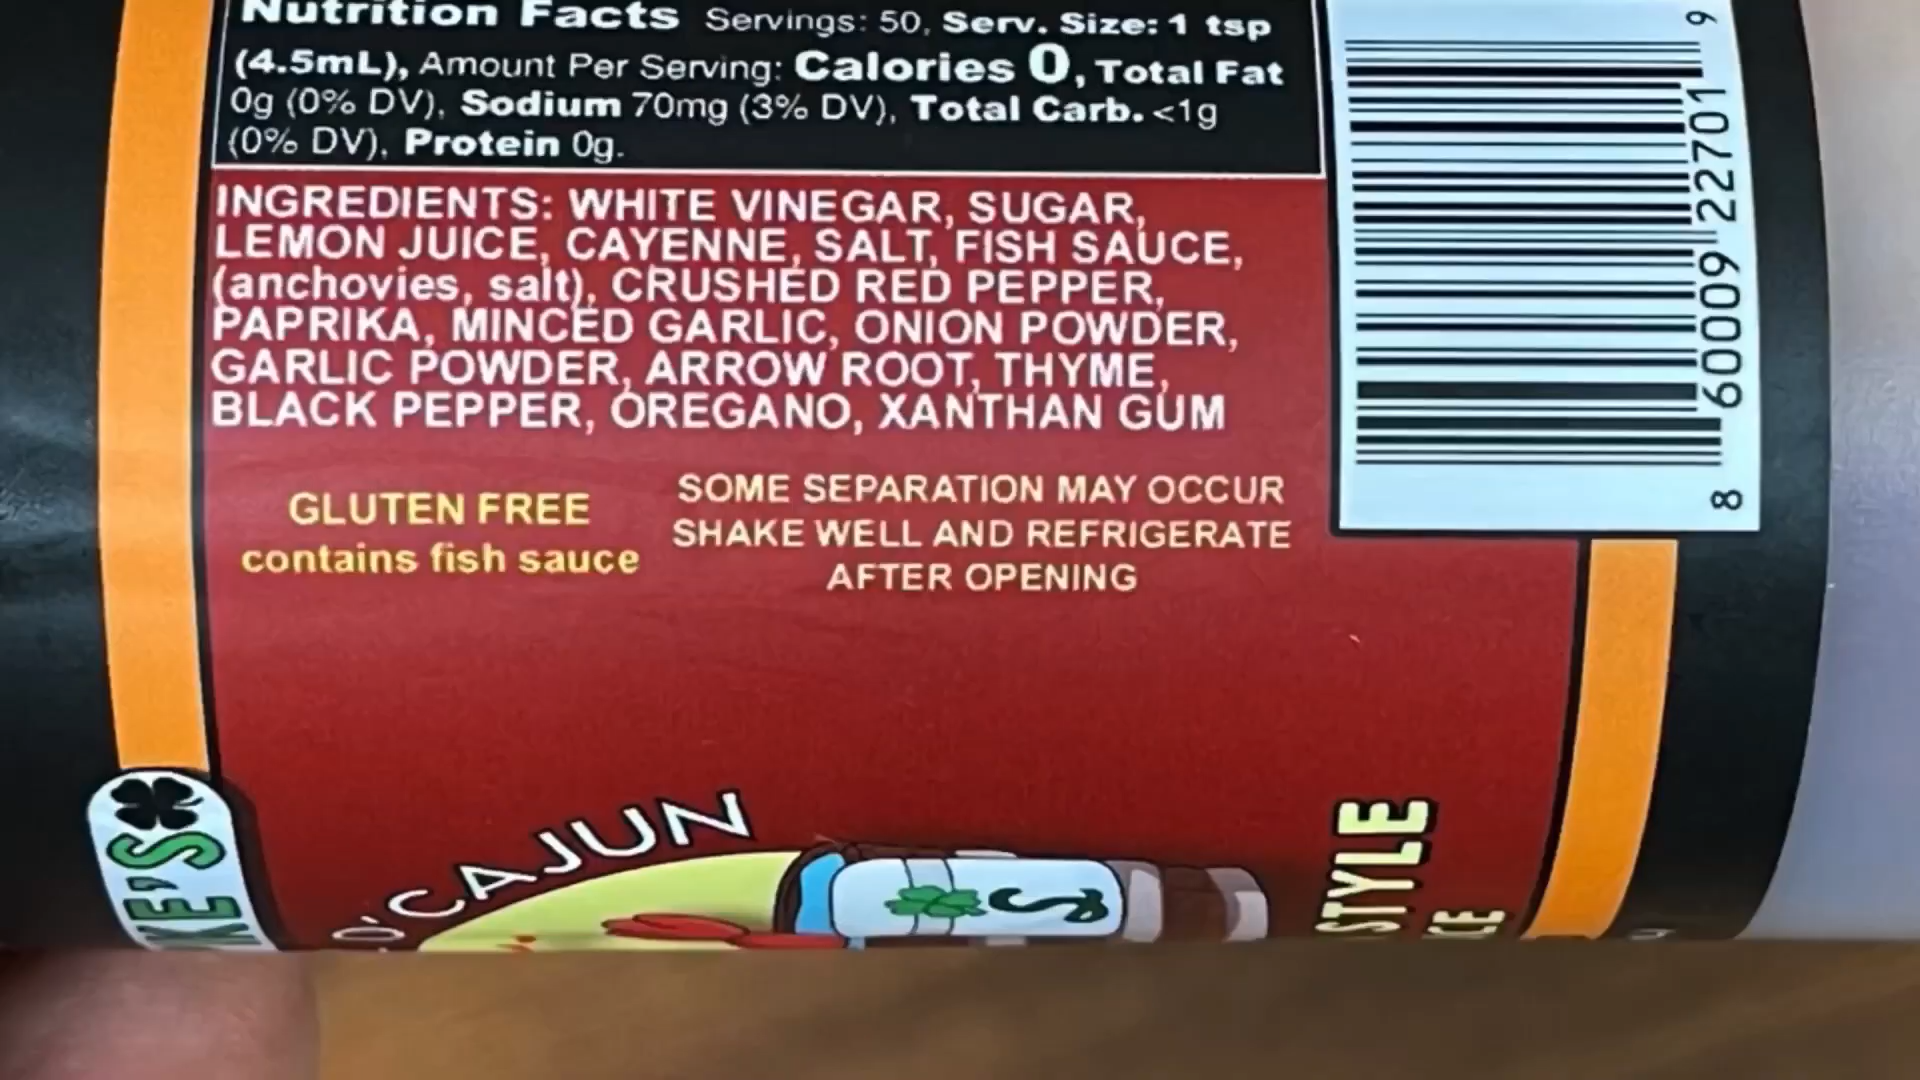 Nutrition Facts Servings: 50, Serv. Size: 1 tsp
(4.5mL), Amount Per Serving: Calories 0, Total Fat
0g (0% DV), Sodium 70mg (3% DV), Total Carb. <1g
(0% DV), Protein 0g.
INGREDIENTS: WHITE VINEGAR, SUGAR,
LEMON JUICE, CAYENNE, SALT, FISH SAUCE,
(anchovies, salt), CRUSHED RED PEPPER,
PAPRIKA, MINCED GARLIC, ONION POWDER,
GARLIC POWDER, ARROW ROOT, THYME,
BLACK PEPPER, OREGANO, XANTHAN GUM
GLUTEN FREE
contains fish sauce
SOME SEPARATION MAY OCCUR
SHAKE WELL AND REFRIGERATE
AFTER OPENING
8 60009 22701 9
KE'S
O'CAJUN
S
STYLE
CE